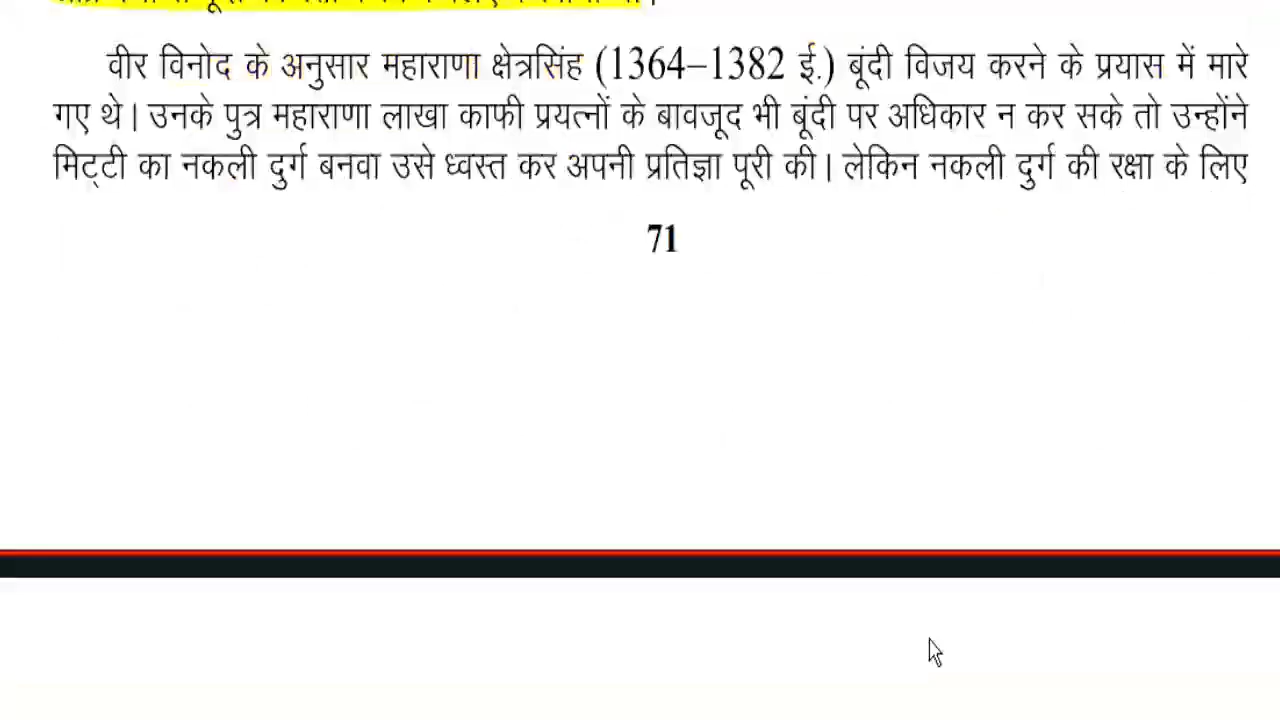 वीर विनोद के अनुसार महाराणा क्षेत्रसिंह (1364–1382 ई.) बूंदी विजय करने के प्रयास में मारे
गए थे। उनके पुत्र महाराणा लाखा काफी प्रयत्नों के बावजूद भी बूंदी पर अधिकार न कर सके तो उन्होंने
मिट्टी का नकली दुर्ग बनवा उसे ध्वस्त कर अपनी प्रतिज्ञा पूरी की। लेकिन नकली दुर्ग की रक्षा के लिए
71